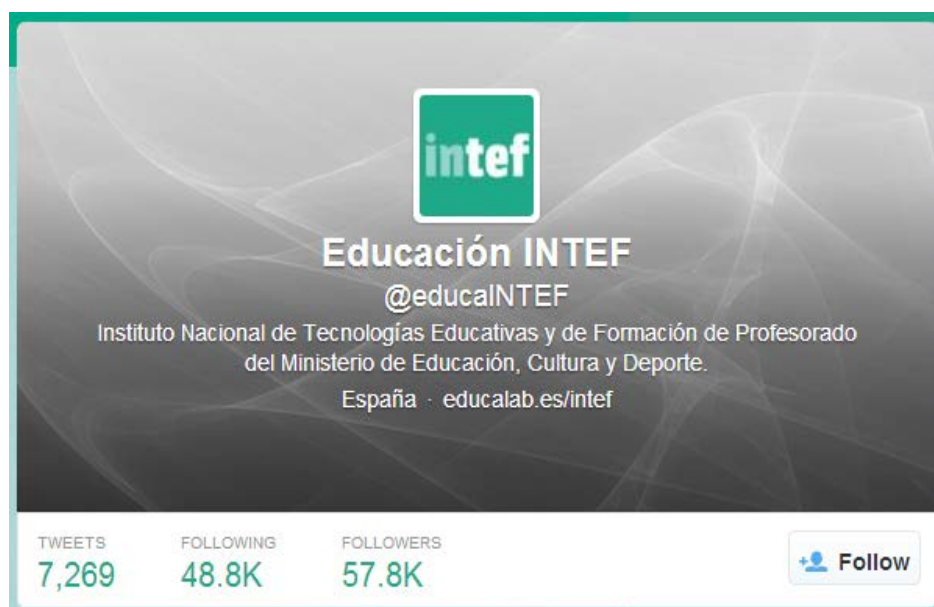 intef
Educación INTEF
@educaINTEF
Instituto Nacional de Tecnologías Educativas y de Formación de Profesorado
del Ministerio de Educación, Cultura y Deporte.
España · educalab.es/intef
TWEETS FOLLOWING FOLLOWERS
7,269 48.8K 57.8K
Follow